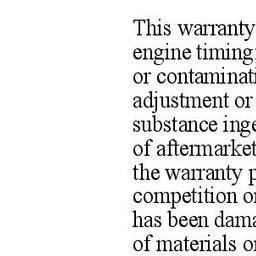 This warranty
engine timing;
or contaminati
adjustment or
substance inge
of aftermarket
the warranty p
competition o
has been dama
of materials o